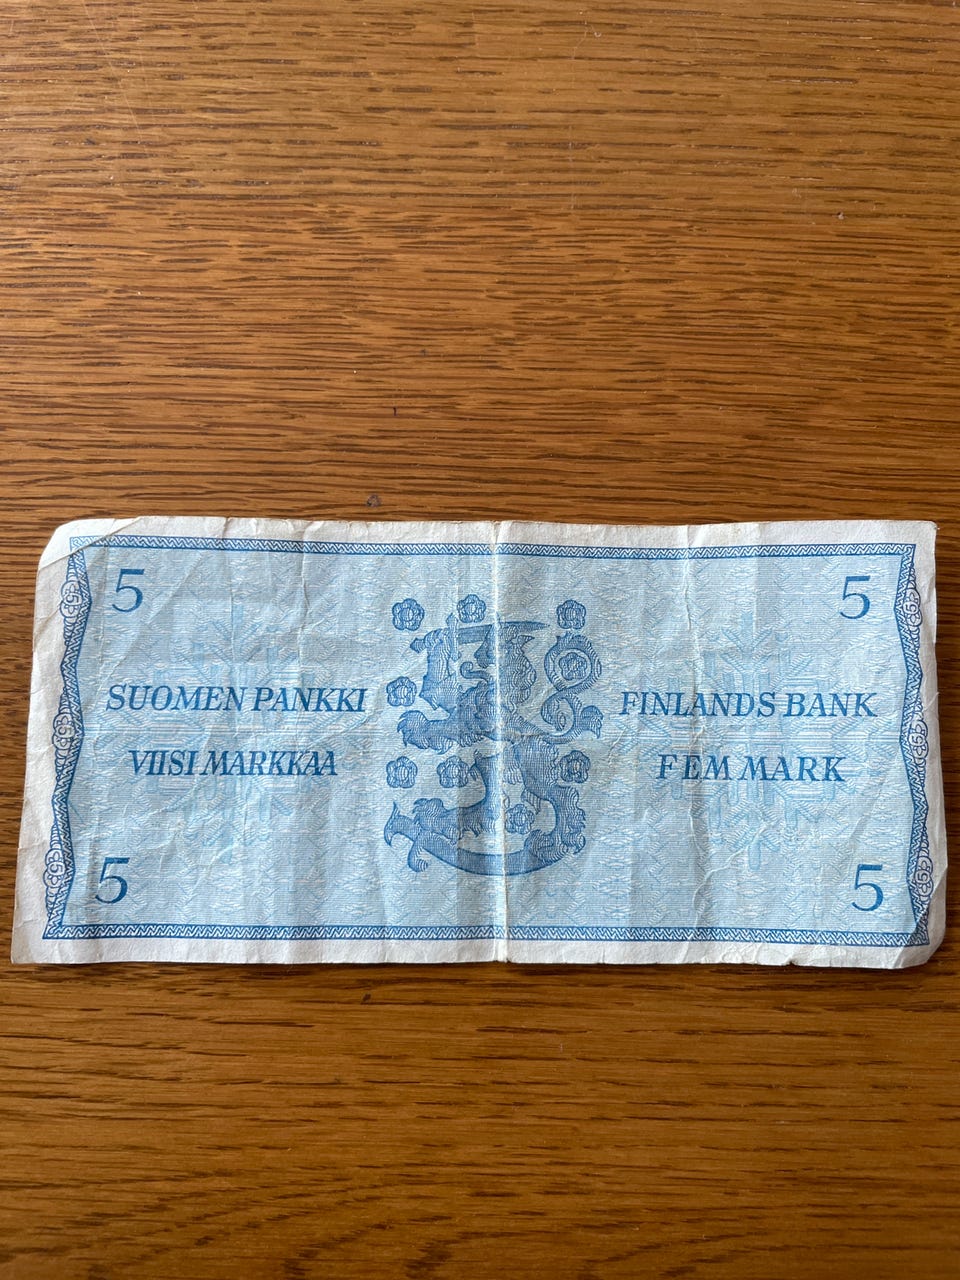 5
5
SUOMEN PANKKI
VIISI MARKKAA
FINLANDS BANK
FEM MARK
5
5